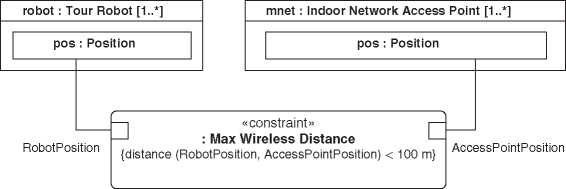 robot : Tour Robot [1..*]
mnet : Indoor Network Access Point [1..*]
pos : Position
pos : Position
«constraint»
: Max Wireless Distance
{distance (RobotPosition, AccessPointPosition) < 100 m}
RobotPosition
AccessPointPosition